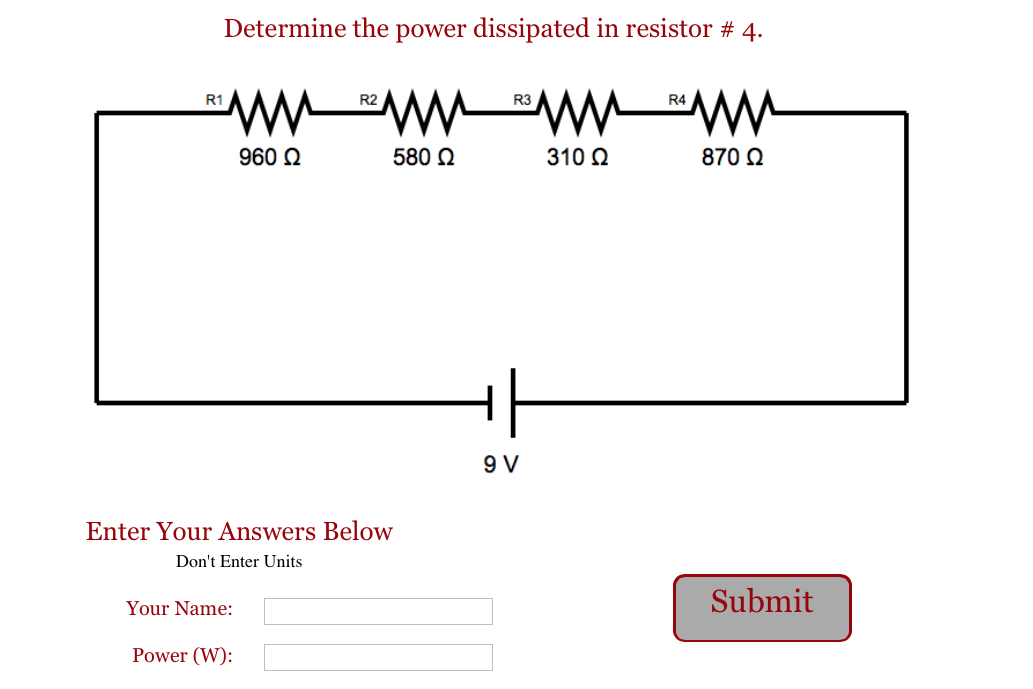 Determine the power dissipated in resistor # 4.
R1 R2 R3 R4
960 Ω 580 Ω 310 Ω 870 Ω
9 V
Enter Your Answers Below
Don't Enter Units
Your Name:
Submit
Power (W):